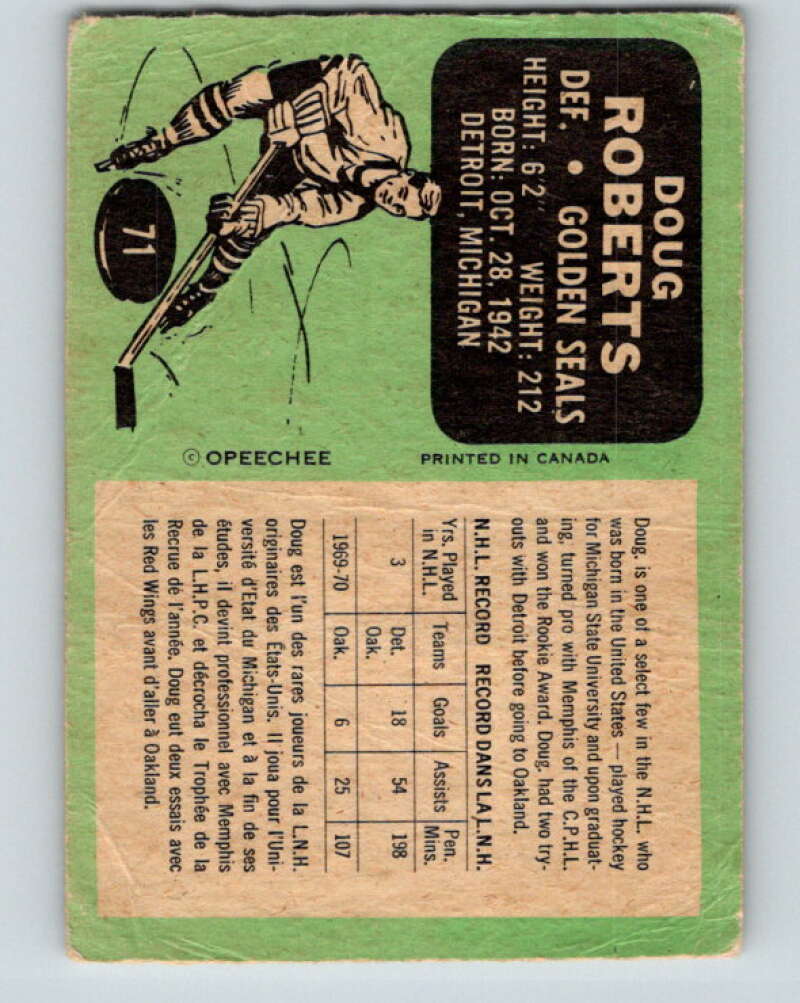 DOUG
ROBERTS
DEF. • GOLDEN SEALS
HEIGHT: 6'2" WEIGHT: 212
BORN: OCT. 28, 1942
DETROIT, MICHIGAN
71
© OPEECHEE PRINTED IN CANADA
Doug, is one of a select few in the N.H.L. who
was born in the United States — played hockey
for Michigan State University and upon graduat-
ing, turned pro with Memphis of the C.P.H.L.
and won the Rookie Award. Doug. had two try-
outs with Detroit before going to Oakland.
N.H.L. RECORD RECORD DANS LA L.N.H.
Yrs. Played Teams Goals Assists Pen.
in N.H.L. Mins.
3 Det. 18 54 198
Oak.
1969-70 Oak. 6 25 107
Doug est l'un des rares joueurs de la L.N.H.
originaires des États-Unis. Il joua pour l'Uni-
versité d'Etat du Michigan et à la fin de ses
études, il devint professionnel avec Memphis
de la L.H.P.C. et décrocha le Trophée de la
Recrue de l'année. Doug eut deux essais avec
les Red Wings avant d'aller à Oakland.